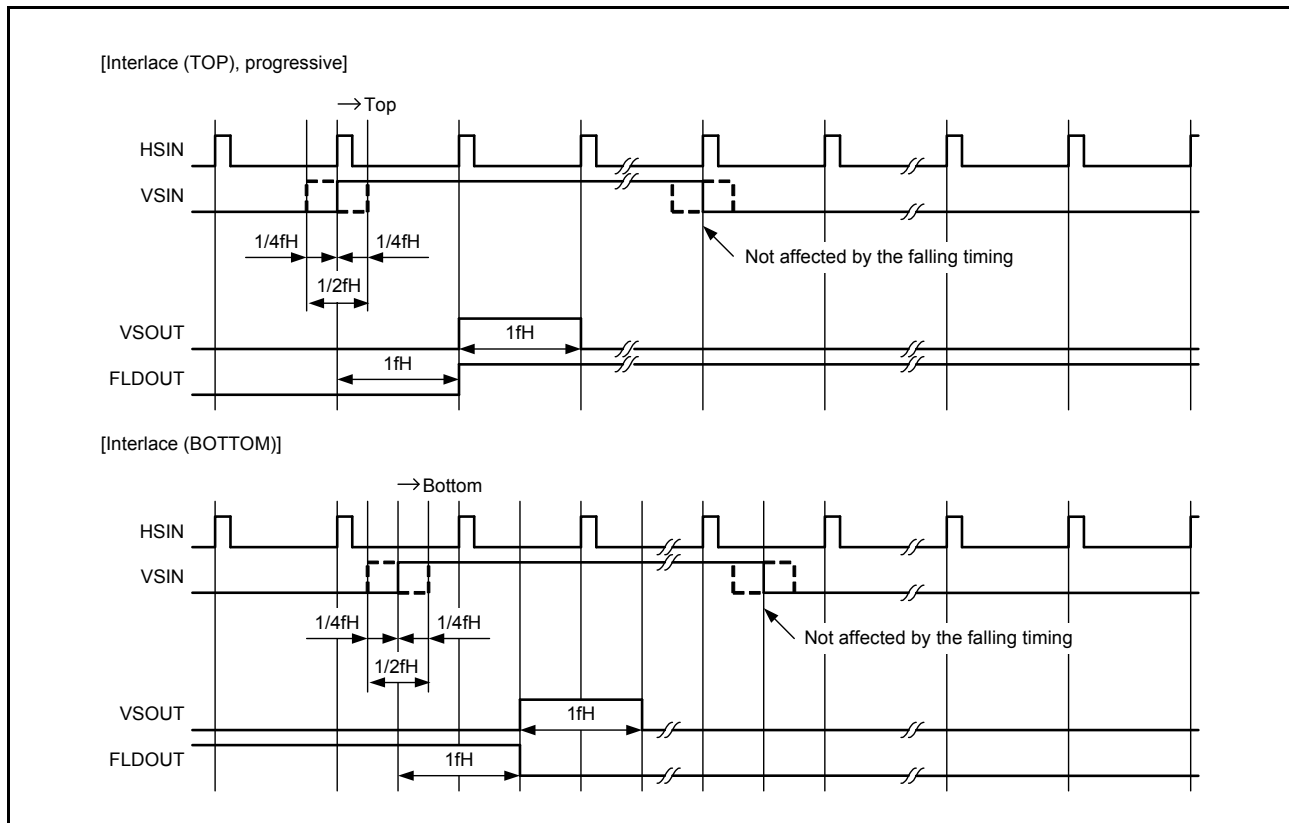 [Interlace (TOP), progressive]
→Top
HSIN
VSIN
1/4fH
1/4fH
Not affected by the falling timing
1/2fH
VSOUT
1fH
FLDOUT
1fH
[Interlace (BOTTOM)]
→Bottom
HSIN
VSIN
1/4fH
1/4fH
Not affected by the falling timing
1/2fH
VSOUT
1fH
FLDOUT
1fH